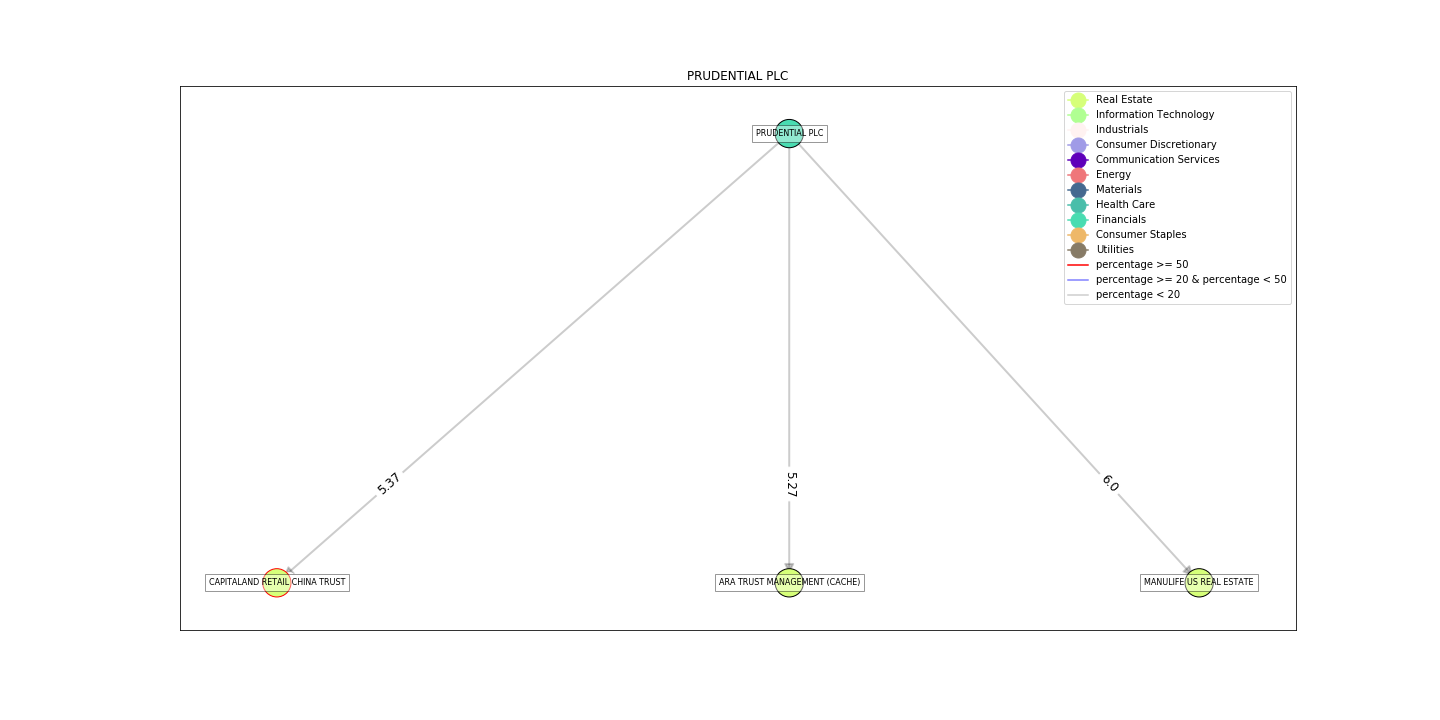 PRUDENTIAL PLC
PRUDENTIAL PLC
Real Estate
Information Technology
Industrials
Consumer Discretionary
Communication Services
Energy
Materials
Health Care
Financials
Consumer Staples
Utilities
percentage >= 50
percentage >= 20 & percentage < 50
percentage < 20
5.37
5.27
6.0
CAPITALAND RETAIL CHINA TRUST
ARA TRUST MANAGEMENT (CACHE)
MANULIFE US REAL ESTATE